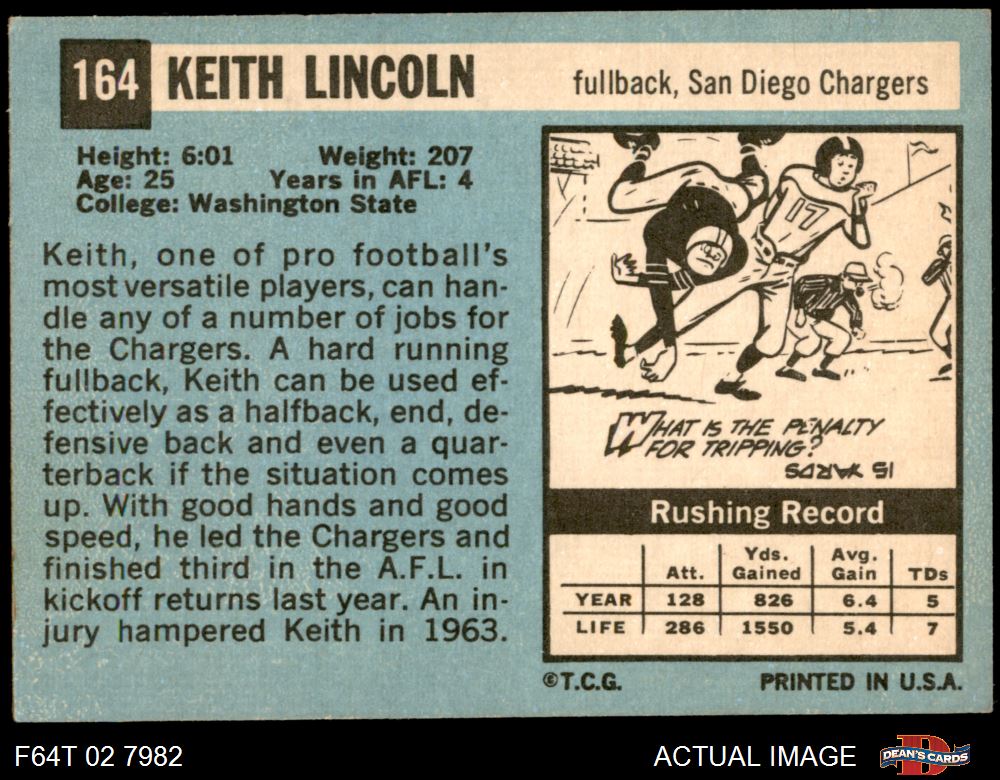 164 KEITH LINCOLN fullback, San Diego Chargers
Height: 6:01 Weight: 207
Age: 25 Years in AFL: 4
College: Washington State
Keith, one of pro football's
most versatile players, can han-
dle any of a number of jobs for
the Chargers. A hard running
fullback, Keith can be used ef-
fectively as a halfback, end, de-
fensive back and even a quar-
terback if the situation comes
up. With good hands and good
speed, he led the Chargers and
finished third in the A.F.L. in
kickoff returns last year. An in-
jury hampered Keith in 1963.
17
WHAT IS THE PENALTY
FOR TRIPPING?
15 YARDS
Rushing Record
Att. Yds. Gained Avg. Gain TDs
YEAR 128 826 6.4 5
LIFE 286 1550 5.4 7
©T.C.G. PRINTED IN U.S.A.
F64T 02 7982 ACTUAL IMAGE D DEAN'S CARDS